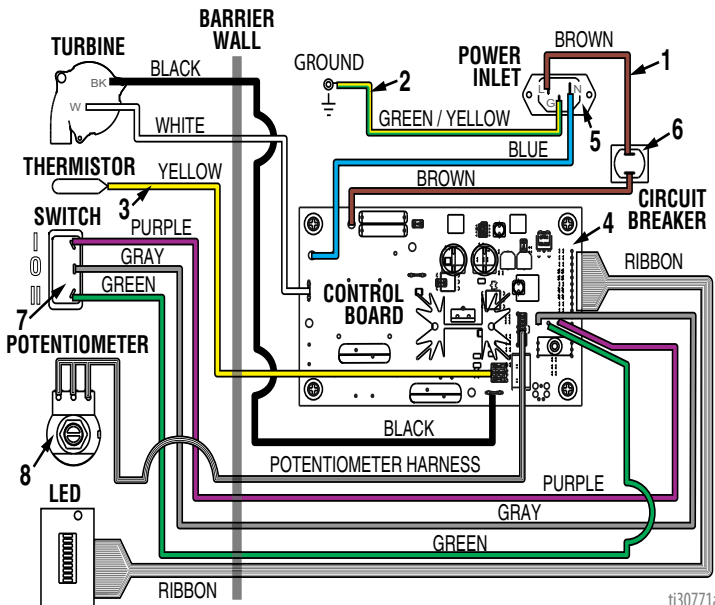 BARRIER
WALL
TURBINE
BLACK
BK
W
WHITE
GROUND
2
GREEN / YELLOW
POWER
INLET
BROWN
1
L
N
G
5
6
BLUE
BROWN
CIRCUIT
BREAKER
THERMISTOR
YELLOW
3
SWITCH
PURPLE
GRAY
GREEN
I
O
II
7
CONTROL
BOARD
4
RIBBON
POTENTIOMETER
8
BLACK
POTENTIOMETER HARNESS
PURPLE
GRAY
GREEN
LED
RIBBON
ti30771a